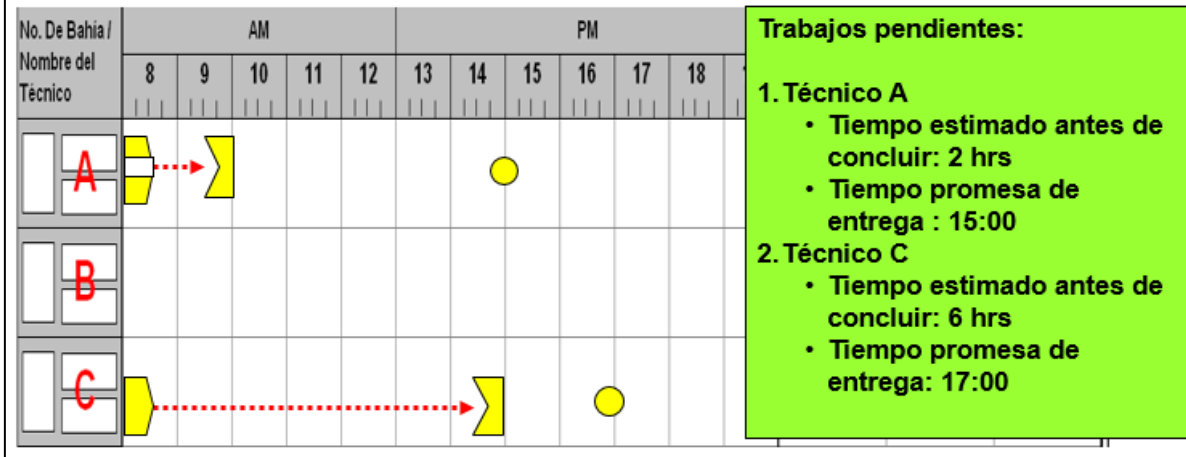 No. De Bahía /
Nombre del
Técnico
AM
PM
8 9 10 11 12 13 14 15 16 17 18
A
B
C
Trabajos pendientes:
1. Técnico A
• Tiempo estimado antes de
concluir: 2 hrs
• Tiempo promesa de
entrega : 15:00
2. Técnico C
• Tiempo estimado antes de
concluir: 6 hrs
• Tiempo promesa de
entrega: 17:00